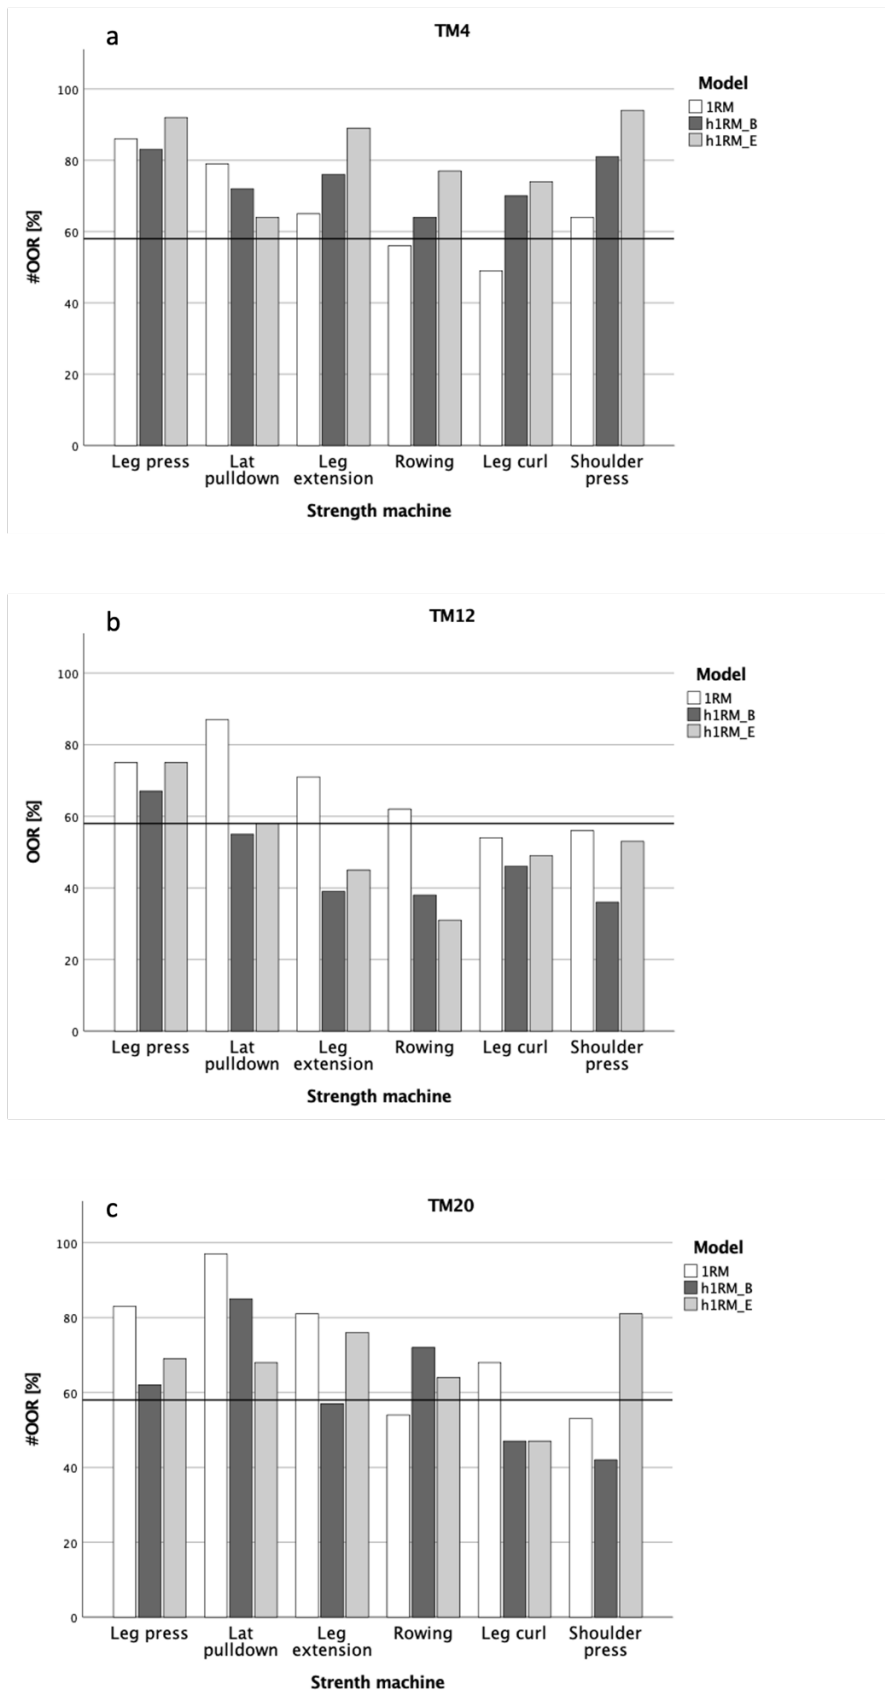 a
TM4
Model
1RM
h1RM_B
h1RM_E
100
80
60
40
20
0
#OOR [%]
Leg press
Lat
pulldown
Leg
extension
Rowing
Leg curl
Shoulder
press
Strength machine
b
TM12
Model
1RM
h1RM_B
h1RM_E
100
80
60
40
20
0
OOR [%]
Leg press
Lat
pulldown
Leg
extension
Rowing
Leg curl
Shoulder
press
Strength machine
c
TM20
Model
1RM
h1RM_B
h1RM_E
100
80
60
40
20
0
#OOR [%]
Leg press
Lat
pulldown
Leg
extension
Rowing
Leg curl
Shoulder
press
Strenth machine